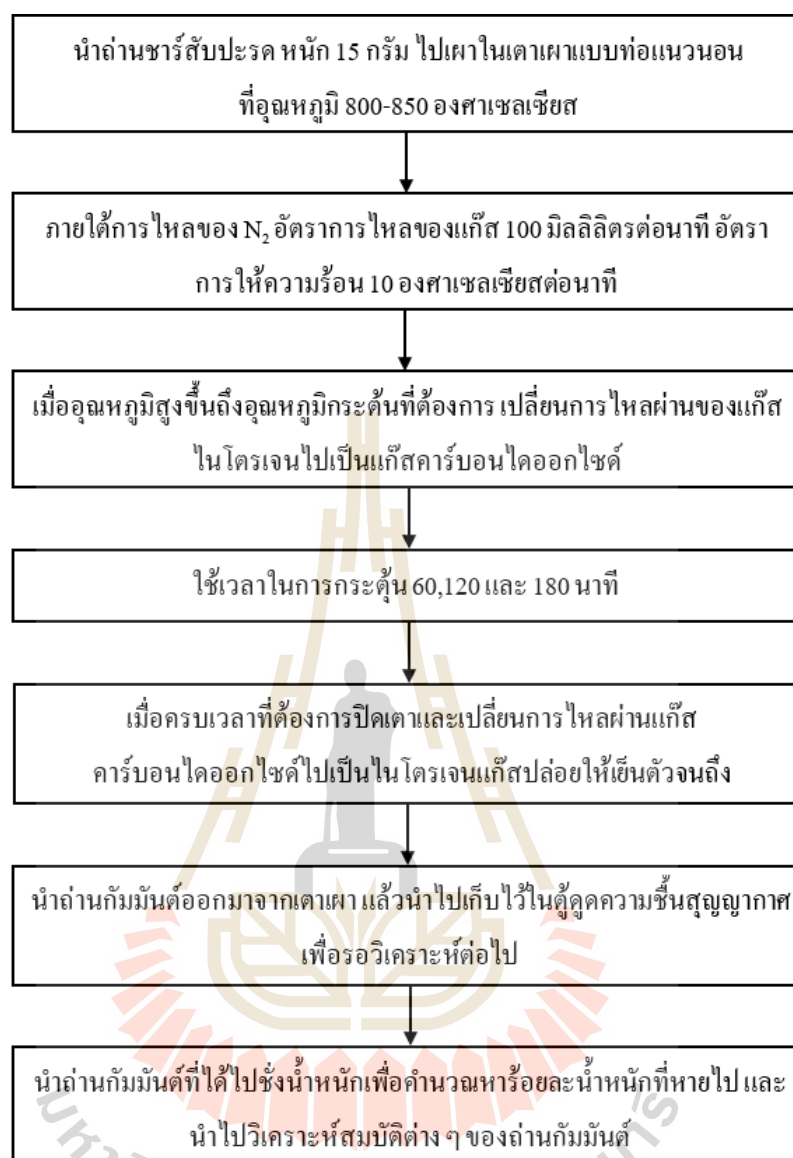 นำถ่านชาร์สับปะรด หนัก 15 กรัม ไปเผาในเตาเผาแบบท่อแนวนอน
ที่อุณหภูมิ 800-850 องศาเซลเซียส
ภายใต้การไหลของ N₂ อัตราการไหลของแก๊ส 100 มิลลิลิตรต่อนาที อัตรา
การให้ความร้อน 10 องศาเซลเซียสต่อนาที
เมื่ออุณหภูมิสูงขึ้นถึงอุณหภูมิกระตุ้นที่ต้องการ เปลี่ยนการไหลผ่านของแก๊ส
ไนโตรเจนไปเป็นแก๊สคาร์บอนไดออกไซด์
ใช้เวลาในการกระตุ้น 60,120 และ 180 นาที
เมื่อครบเวลาที่ต้องการปิดเตาและเปลี่ยนการไหลผ่านแก๊ส
คาร์บอนไดออกไซด์ไปเป็นไนโตรเจนแก๊สปล่อยให้เย็นตัวจนถึง
นำถ่านกัมมันต์ออกมาจากเตาเผา แล้วนำไปเก็บไว้ในตู้ดูดความชื้นสุญญากาศ
เพื่อรอวิเคราะห์ต่อไป
นำถ่านกัมมันต์ที่ได้ไปชั่งน้ำหนักเพื่อคำนวณหาร้อยละน้ำหนักที่หายไป และ
นำไปวิเคราะห์สมบัติต่าง ๆ ของถ่านกัมมันต์